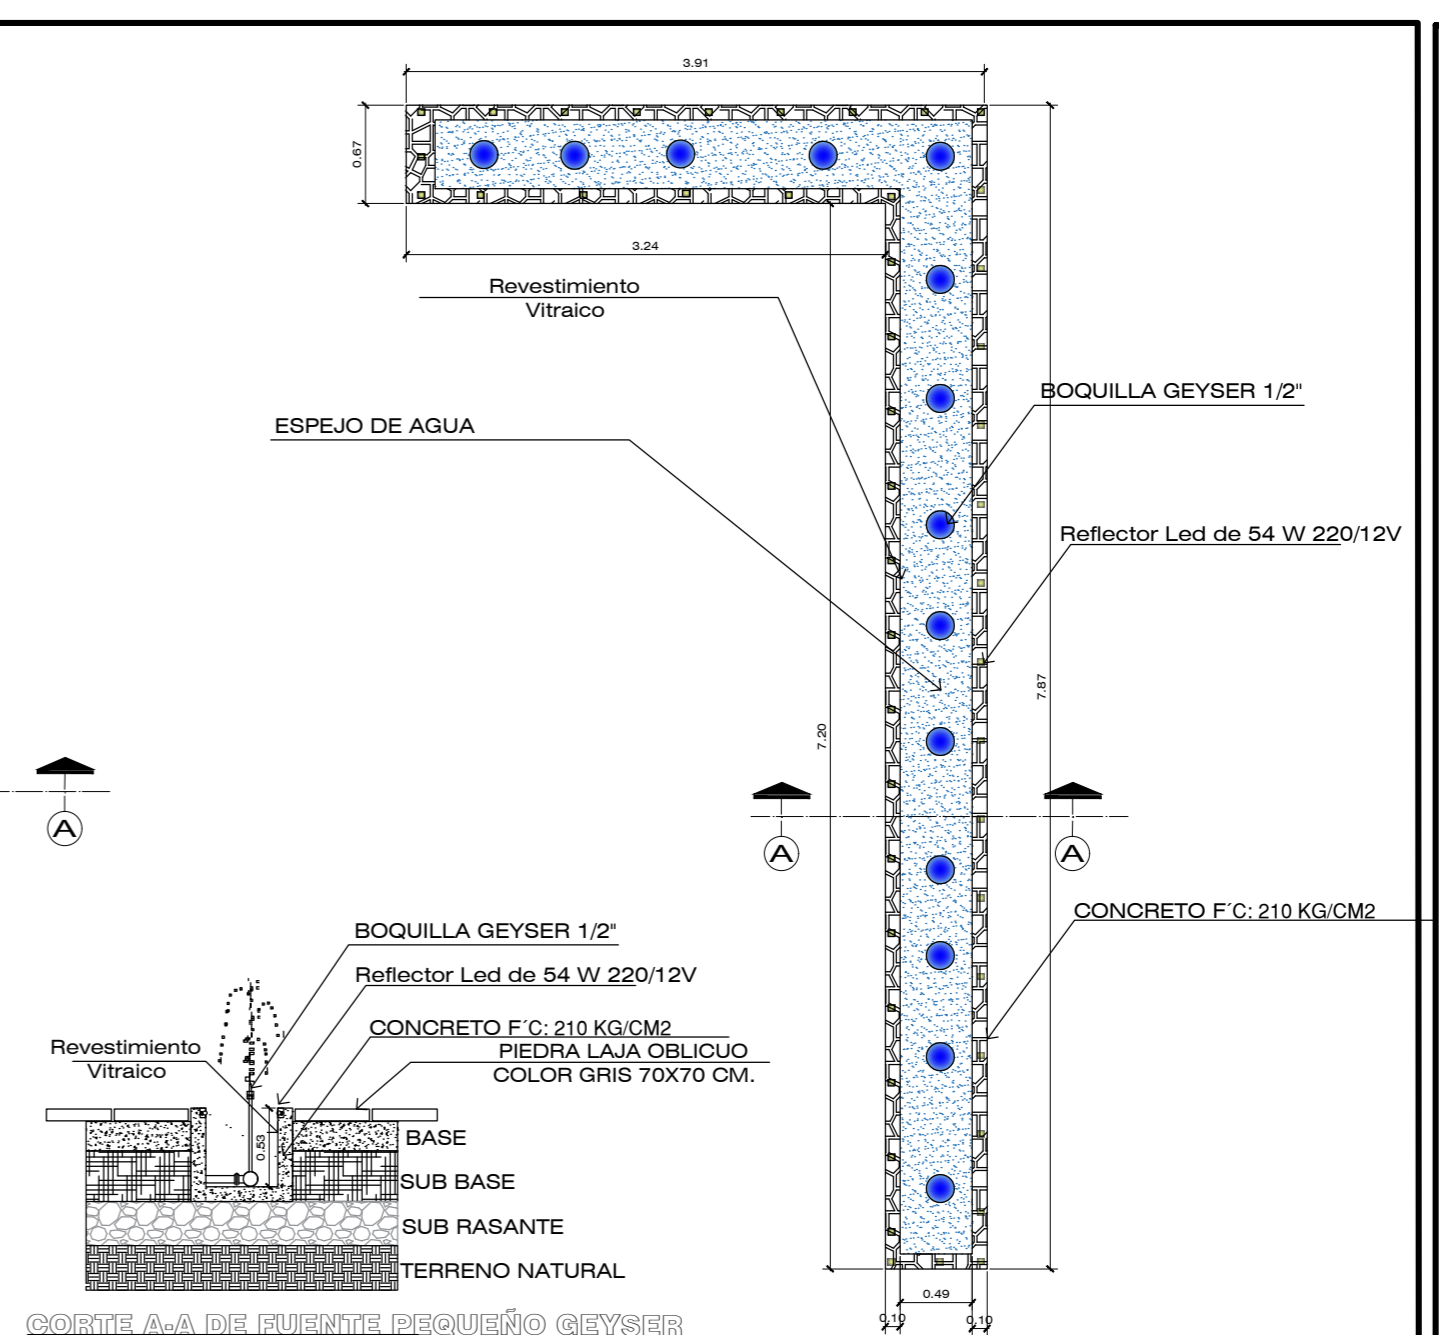 3.91
0.67
3.24
Revestimiento
Vitraico
BOQUILLA GEYSER 1/2"
ESPEJO DE AGUA
Reflector Led de 54 W 220/12V
7.87
7.20
A
A
A
CONCRETO F´C: 210 KG/CM2
BOQUILLA GEYSER 1/2"
Reflector Led de 54 W 220/12V
CONCRETO F´C: 210 KG/CM2
Revestimiento
Vitraico
PIEDRA LAJA OBLICUO
COLOR GRIS 70X70 CM.
0.53
BASE
SUB BASE
SUB RASANTE
TERRENO NATURAL
0.49
0,10
0,10
CORTE A-A DE FUENTE PEQUEÑO GEYSER